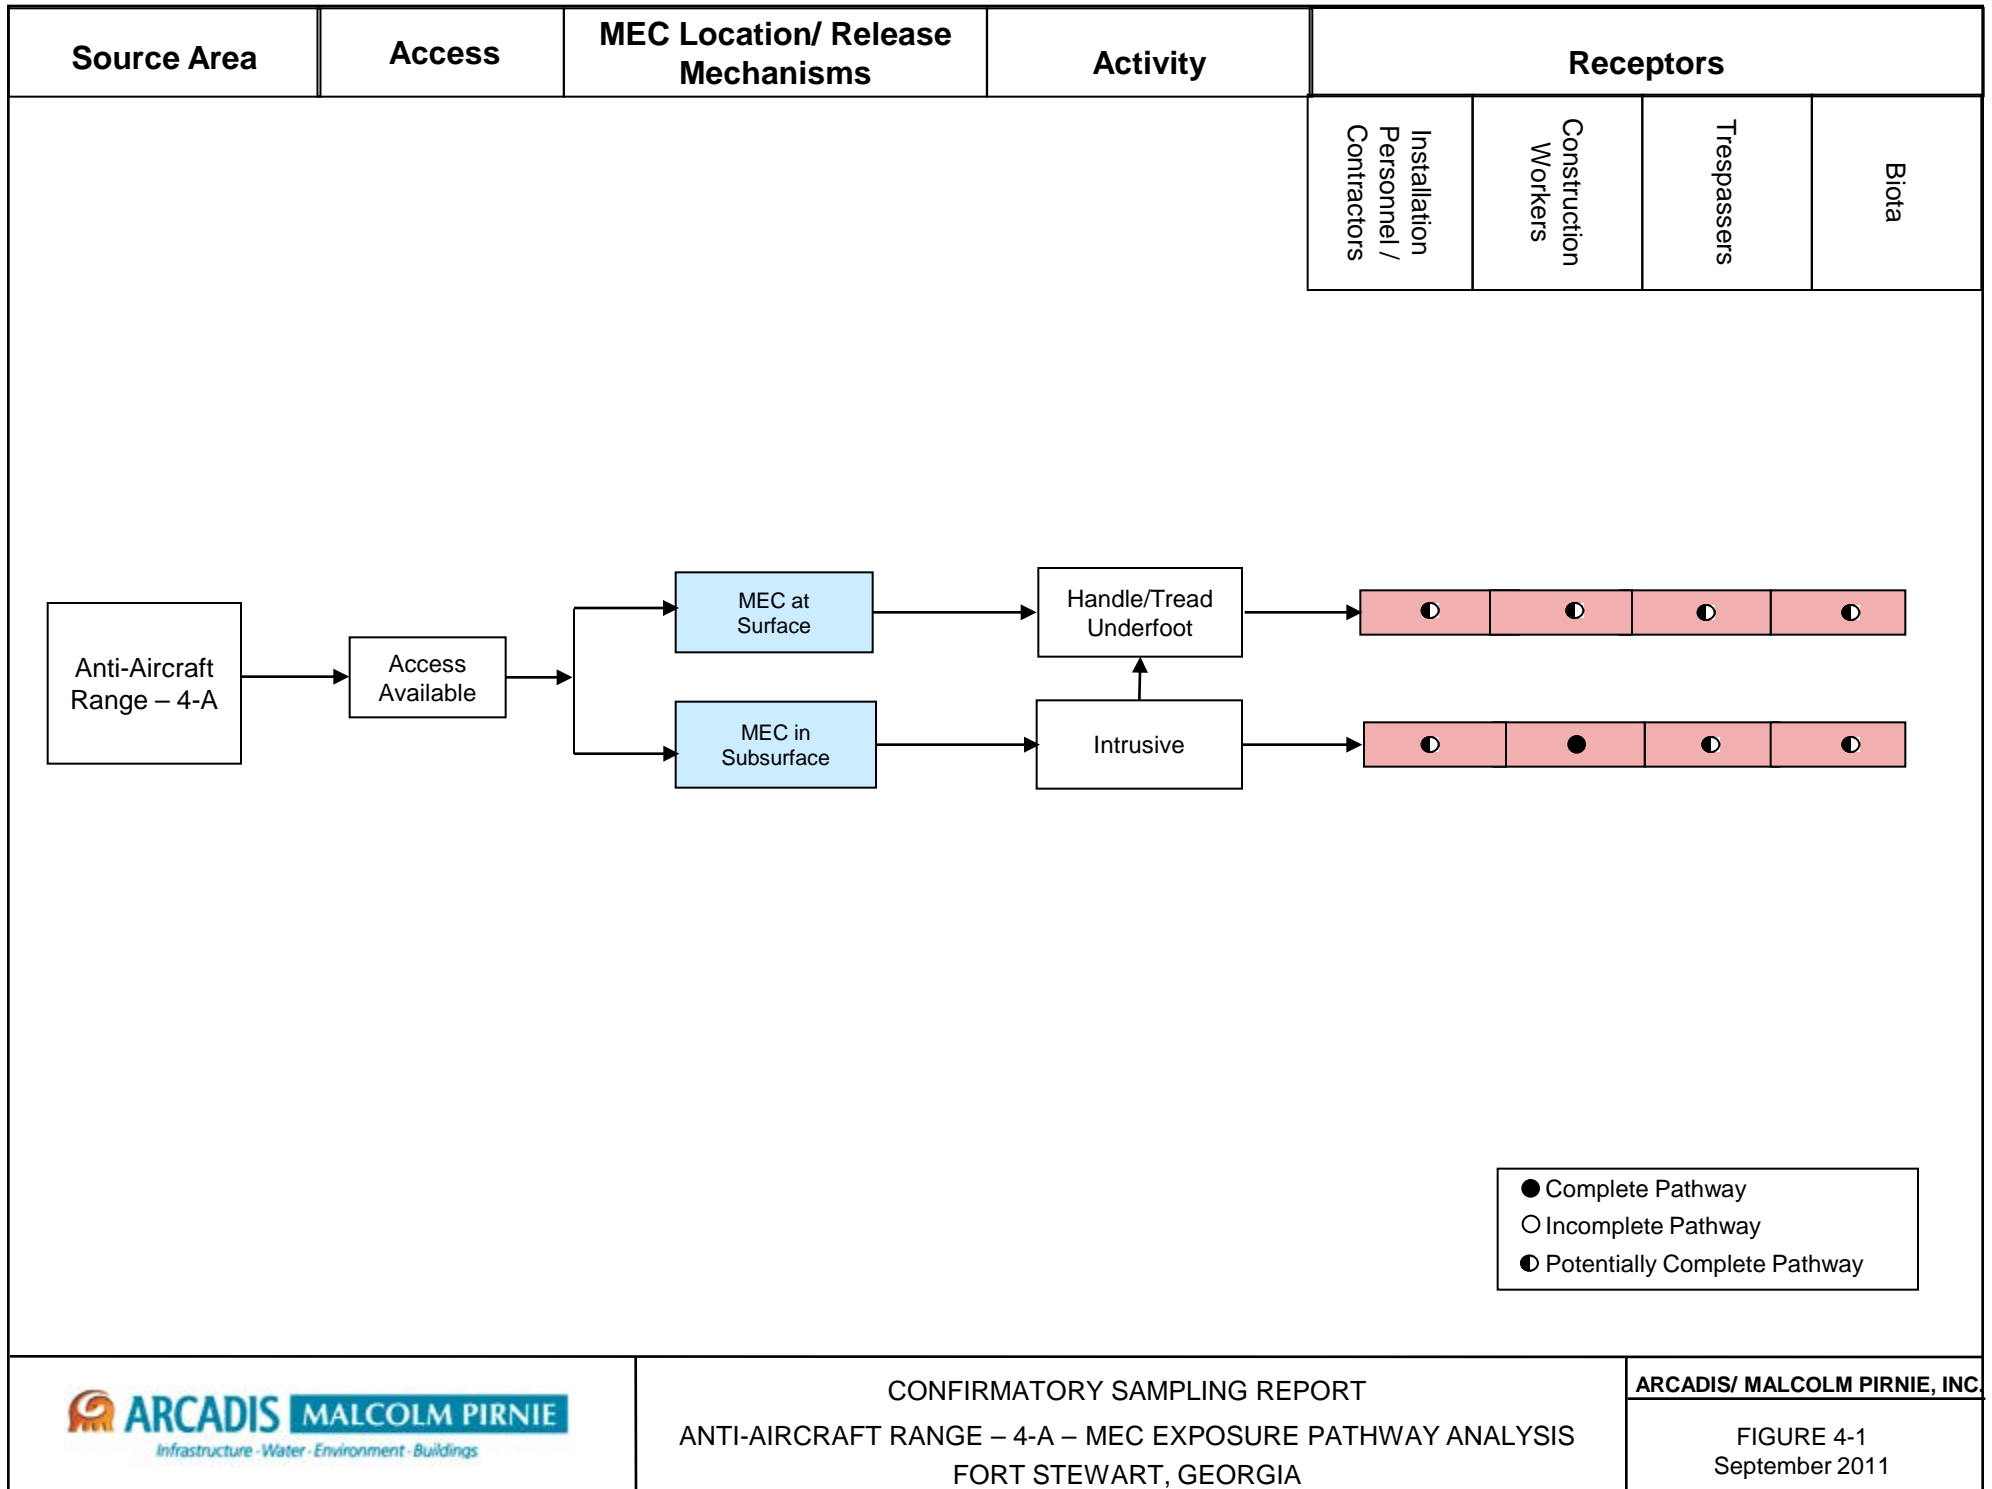 Source Area
Access
MEC Location/ Release
Mechanisms
Activity
Receptors
Installation
Personnel /
Contractors
Construction
Workers
Trespassers
Biota
Anti-Aircraft
Range – 4-A
Access
Available
MEC at
Surface
Handle/Tread
Underfoot
MEC in
Subsurface
Intrusive
Complete Pathway
Incomplete Pathway
Potentially Complete Pathway
ARCADIS MALCOLM PIRNIE
Infrastructure · Water · Environment · Buildings
CONFIRMATORY SAMPLING REPORT
ANTI-AIRCRAFT RANGE – 4-A – MEC EXPOSURE PATHWAY ANALYSIS
FORT STEWART, GEORGIA
ARCADIS/ MALCOLM PIRNIE, INC.
FIGURE 4-1
September 2011